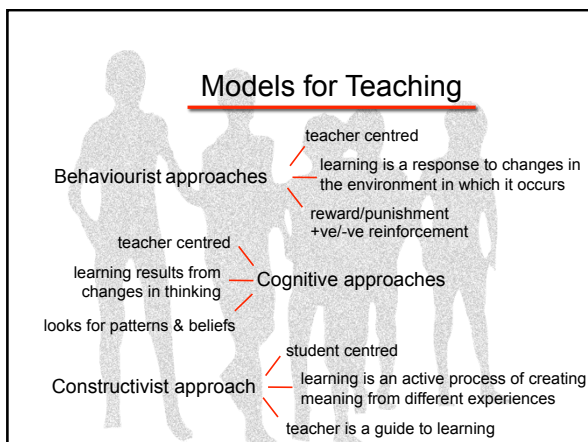 Models for Teaching
teacher centred
Behaviourist approaches
learning is a response to changes in
the environment in which it occurs
reward/punishment
+ve/-ve reinforcement
teacher centred
learning results from
changes in thinking
Cognitive approaches
looks for patterns & beliefs
student centred
Constructivist approach
learning is an active process of creating
meaning from different experiences
teacher is a guide to learning